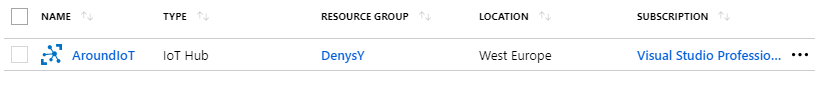 NAME TYPE RESOURCE GROUP LOCATION SUBSCRIPTION
AroundIoT IoT Hub DenysY West Europe Visual Studio Professio...